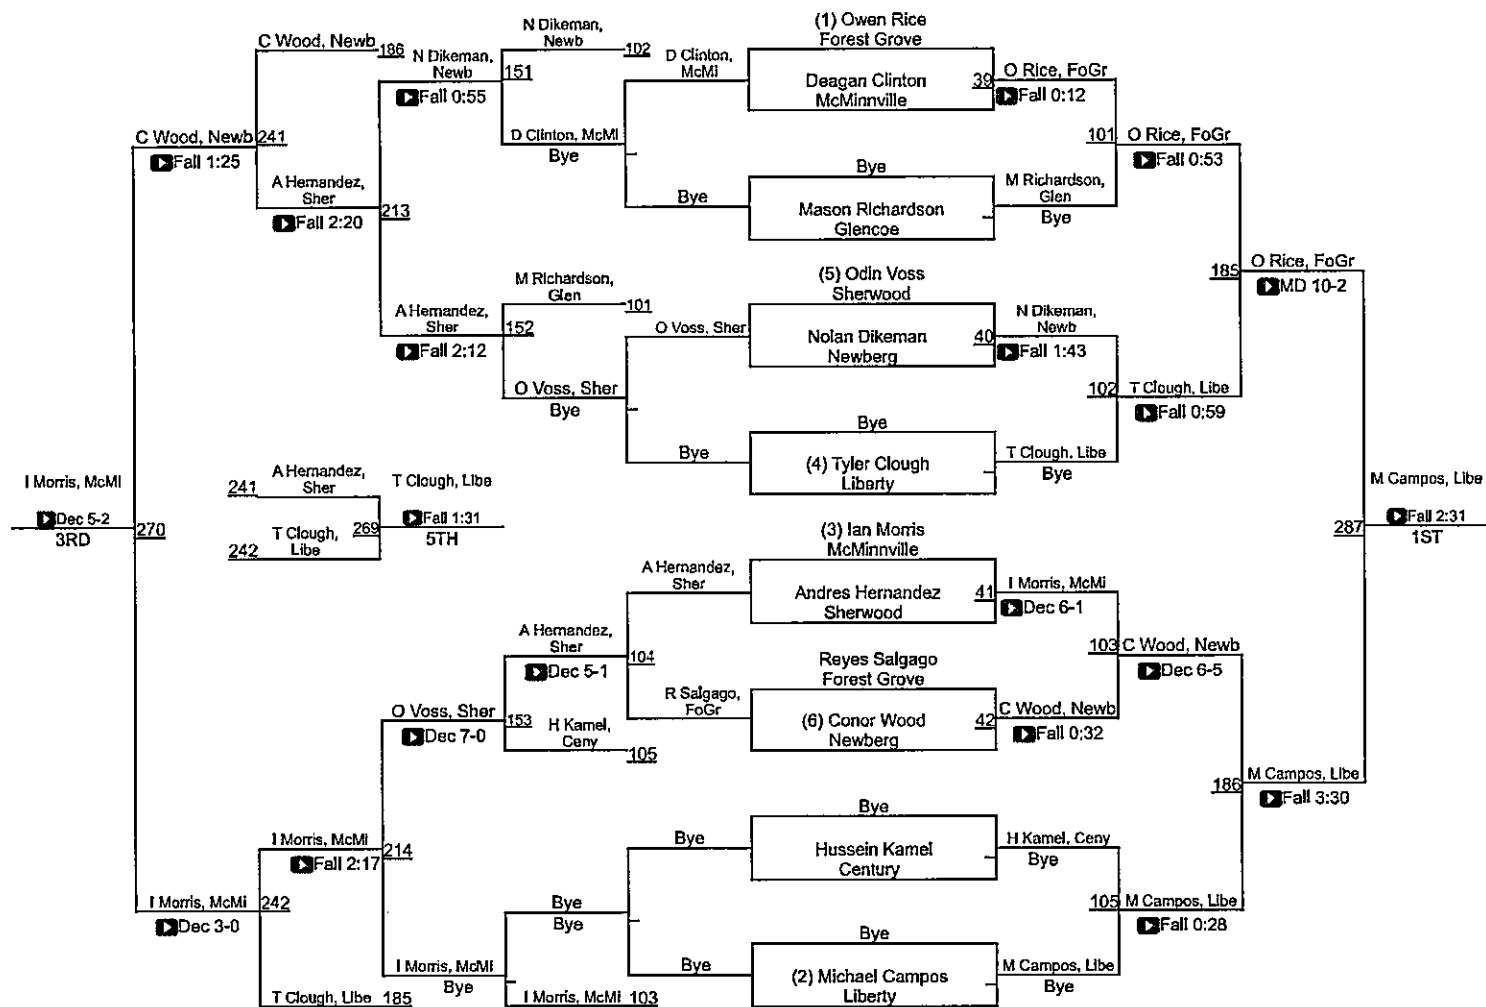 N Dikeman,
Newb
102
(1) Owen Rice
Forest Grove
C Wood, Newb
186
N Dikeman,
Newb
151
Fall 0:55
D Clinton,
McMi
Deagan Clinton
McMinnville
39
O Rice, FoGr
Fall 0:12
C Wood, Newb
241
Fall 1:25
D Clinton, McMi
Bye
101
O Rice, FoGr
Fall 0:53
A Hernandez,
Sher
Fall 2:20
213
Bye
Bye
Mason Richardson
Glencoe
M Richardson,
Glen
Bye
M Richardson,
Glen
101
(5) Odin Voss
Sherwood
185
O Rice, FoGr
MD 10-2
A Hernandez,
Sher
152
Fall 2:12
O Voss, Sher
Nolan Dikeman
Newberg
40
N Dikeman,
Newb
Fall 1:43
O Voss, Sher
Bye
102
T Clough, Libe
Fall 0:59
Bye
Bye
(4) Tyler Clough
Liberty
T Clough, Libe
Bye
I Morris, McMi
Dec 5-2
3RD
270
241
A Hernandez,
Sher
242
T Clough,
Libe
269
T Clough, Libe
Fall 1:31
5TH
287
M Campos, Libe
Fall 2:31
1ST
(3) Ian Morris
McMinnville
A Hernandez,
Sher
Andres Hernandez
Sherwood
41
I Morris, McMi
Dec 6-1
A Hernandez,
Sher
104
Dec 5-1
Reyes Salgago
Forest Grove
103
C Wood, Newb
Dec 6-5
O Voss, Sher
153
Dec 7-0
R Salgago,
FoGr
(6) Conor Wood
Newberg
42
C Wood, Newb
Fall 0:32
H Kamel,
Ceny
105
186
M Campos, Libe
Fall 3:30
Bye
I Morris, McMi
214
Fall 2:17
Bye
Hussein Kamel
Century
H Kamel, Ceny
Bye
I Morris, McMi
242
Dec 3-0
Bye
Bye
105
M Campos, Libe
Fall 0:28
Bye
I Morris, McMi
Bye
Bye
(2) Michael Campos
Liberty
M Campos, Libe
Bye
T Clough, Libe
185
I Morris, McMi
103